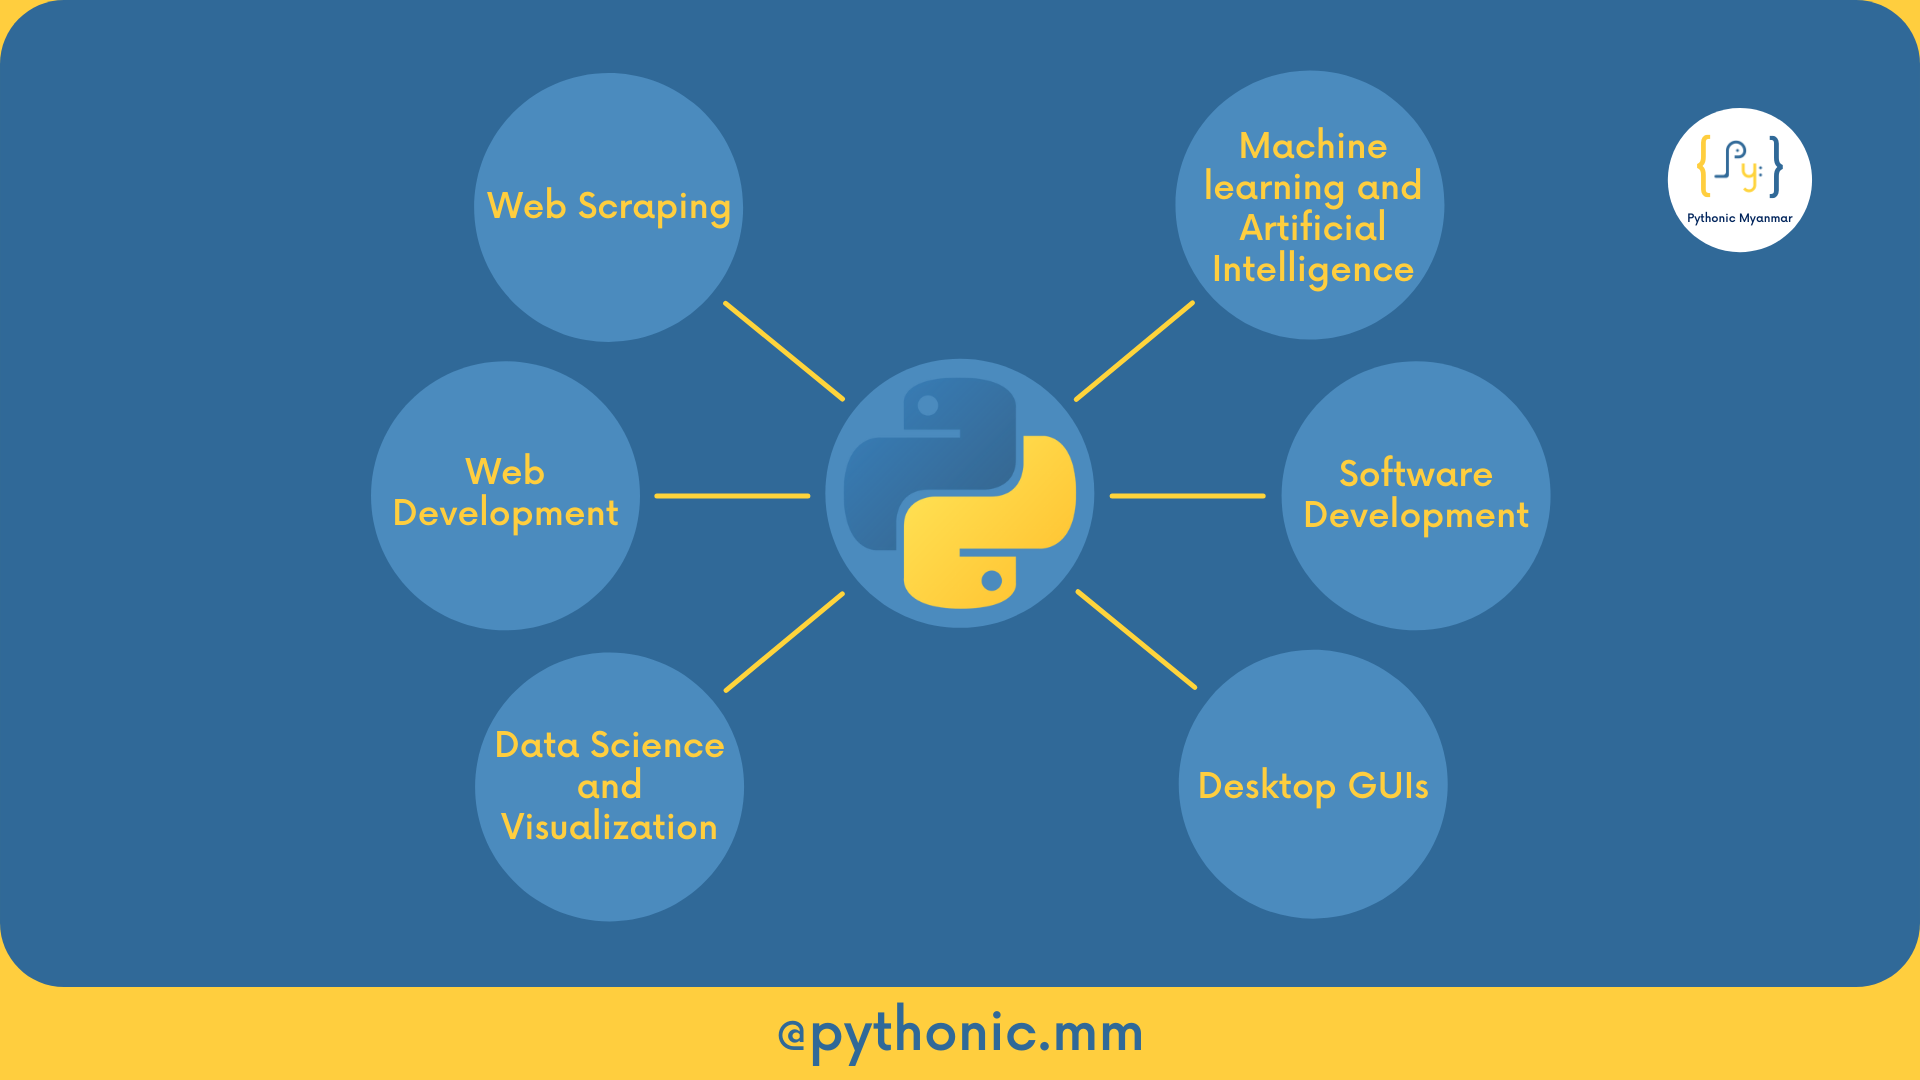 Web Scraping
Machine
learning and
Artificial
Intelligence
{Py:}
Pythonic Myanmar
Web
Development
Software
Development
Data Science
and
Visualization
Desktop GUIs
@pythonic.mm